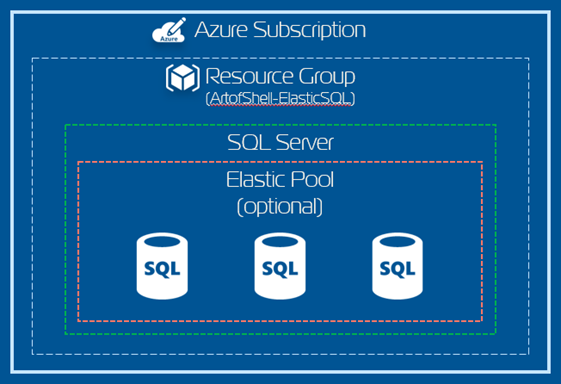 Azure
Azure Subscription
Resource Group
(ArtofShell-ElasticSQL)
SQL Server
Elastic Pool
(optional)
SQL SQL SQL